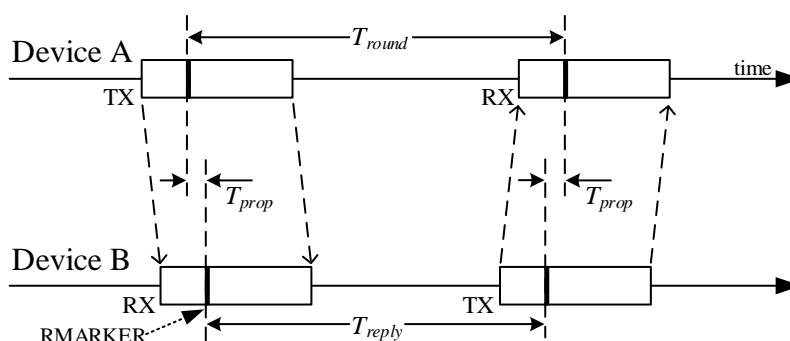 T_round
Device A
time
TX
RX
T_prop
T_prop
Device B
RX
TX
T_reply
RMARKER